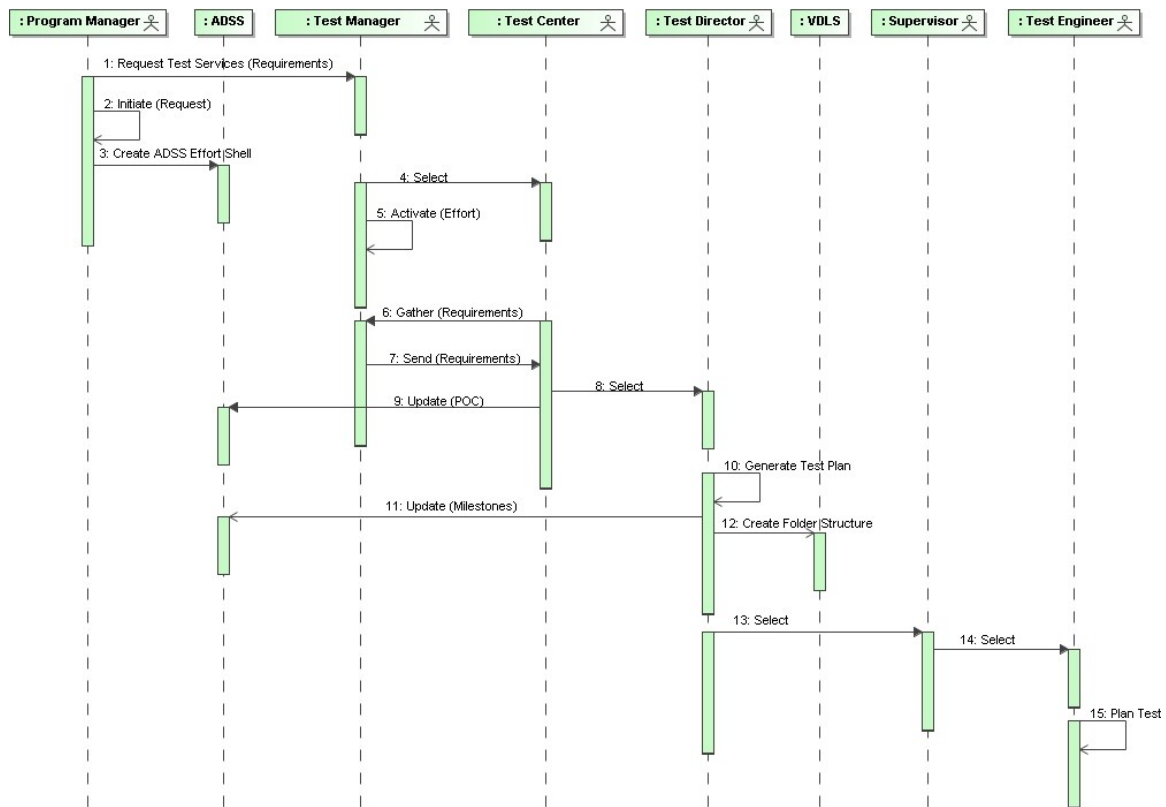 : Program Manager
: ADSS
: Test Manager
: Test Center
: Test Director
: VDLS
: Supervisor
: Test Engineer
1: Request Test Services (Requirements)
2: Initiate (Request)
3: Create ADSS Effort Shell
4: Select
5: Activate (Effort)
6: Gather (Requirements)
7: Send (Requirements)
8: Select
9: Update (POC)
10: Generate Test Plan
11: Update (Milestones)
12: Create Folder Structure
13: Select
14: Select
15: Plan Test